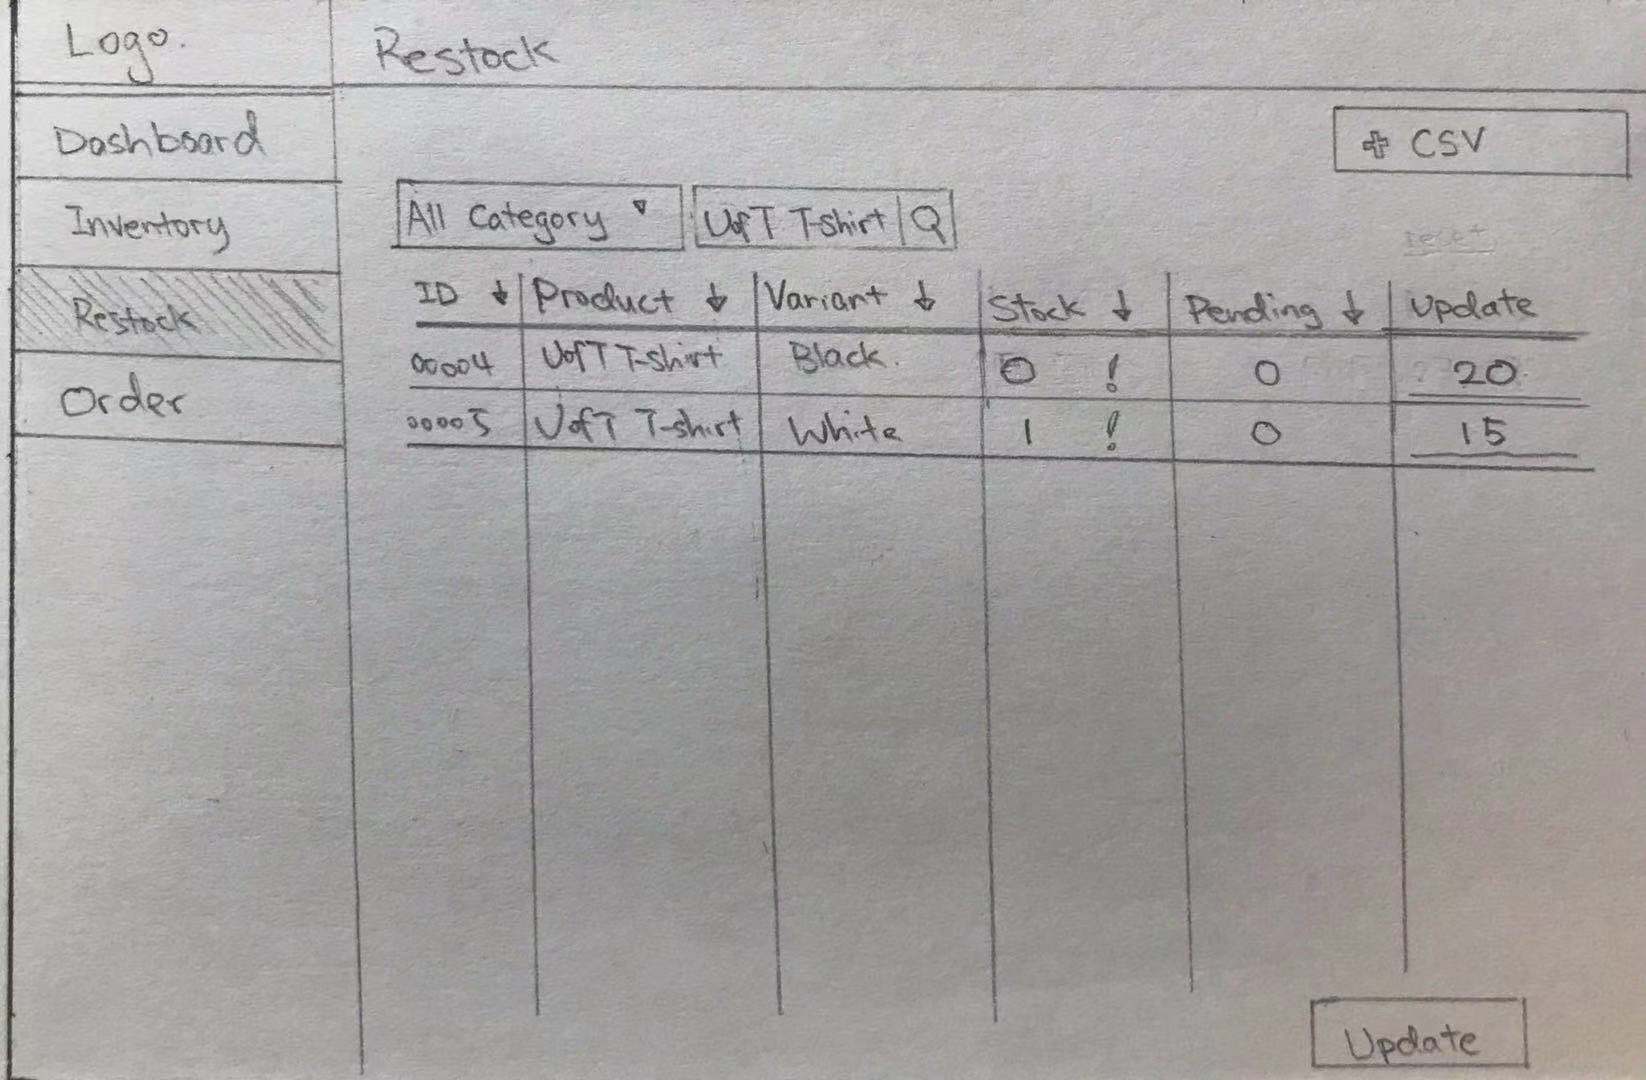 Logo.
Restock
Dashboard
+ CSV
Inventory
All Category UofT T-shirt
reset
Restock
ID Product Variant Stock Pending Update
00004 UofT T-shirt Black. 0 ! 0 20
Order
00005 UofT T-shirt White 1 ! 0 15
Update